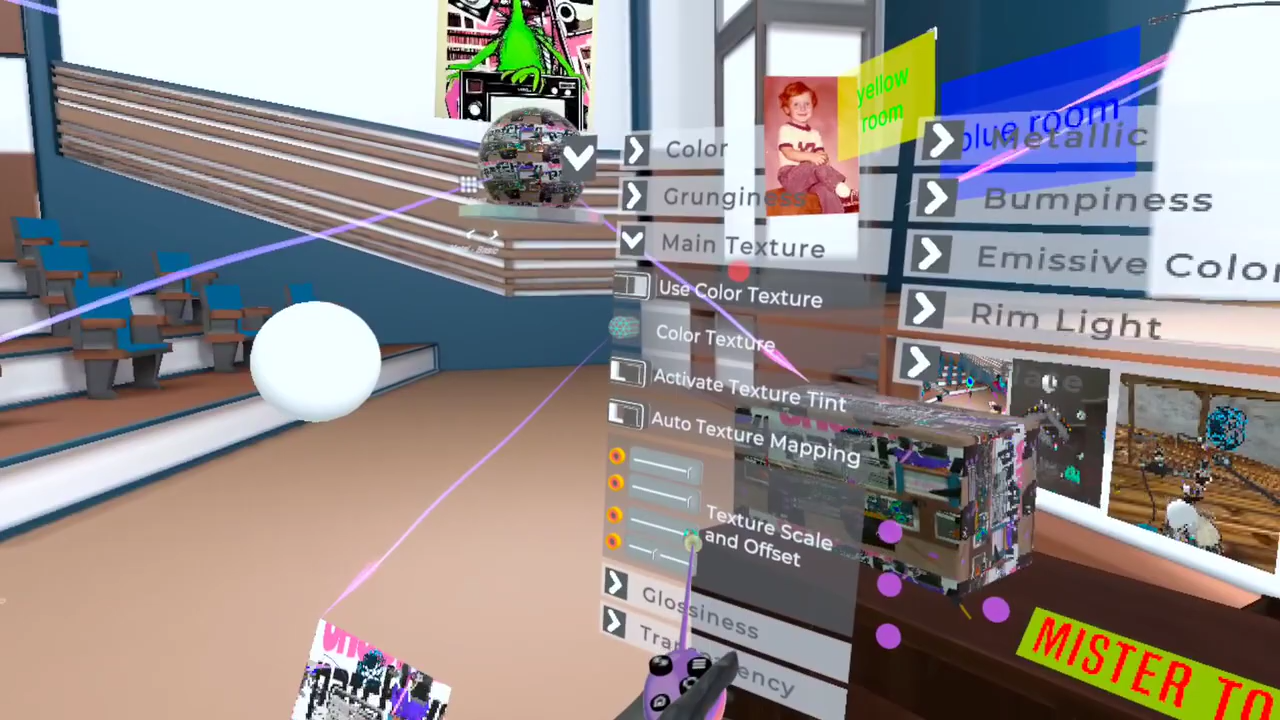 yellow
room
blue room
Color
Grunginess
Main Texture
Use Color Texture
Color Texture
Activate Texture Tint
Auto Texture Mapping
Texture Scale
and Offset
Glossiness
Transparency
Metallic
Bumpiness
Emissive Color
Rim Light
MISTER TO